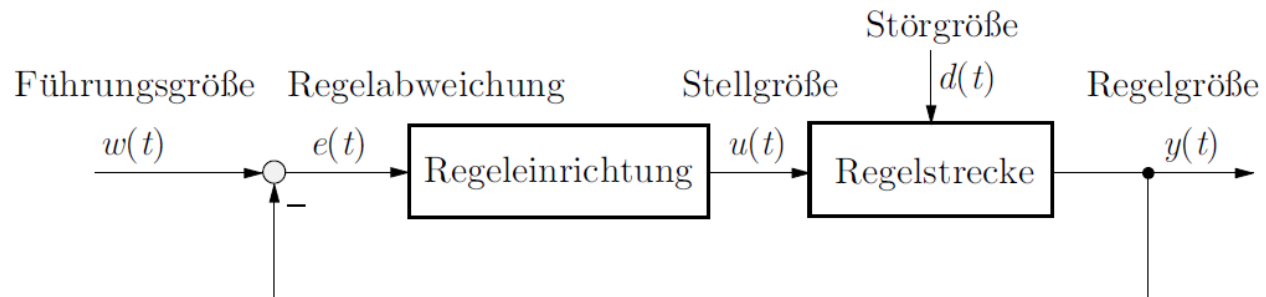 Störgröße
Führungsgröße Regelabweichung Stellgröße d(t) Regelgröße
w(t) e(t) u(t) y(t)
Regeleinrichtung Regelstrecke
–